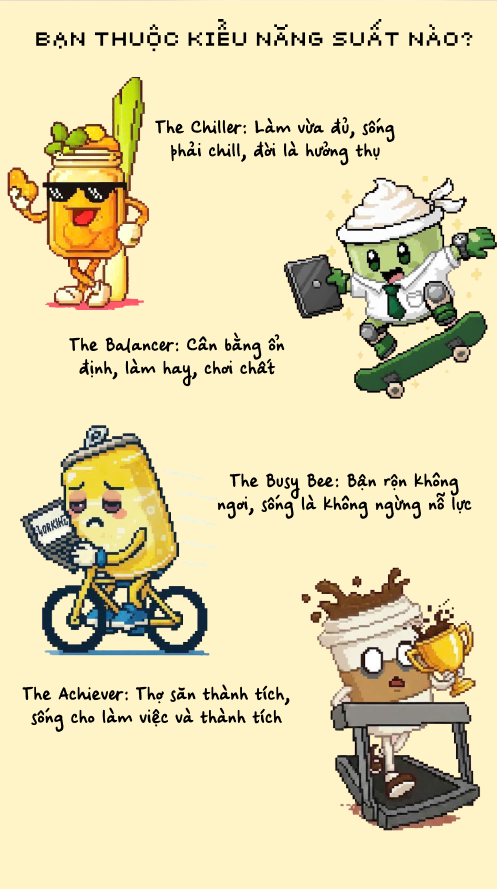 BẠN THUỘC KIỂU NĂNG SUẤT NÀO?
The Chiller: Làm vừa đủ, sống
phải chill, đời là hưởng thụ
The Balancer: Cân bằng ổn
định, làm hay, chơi chất
WORKING
The Busy Bee: Bận rộn không
ngơi, sống là không ngừng nỗ lực
The Achiever: Thợ săn thành tích,
sống cho làm việc và thành tích